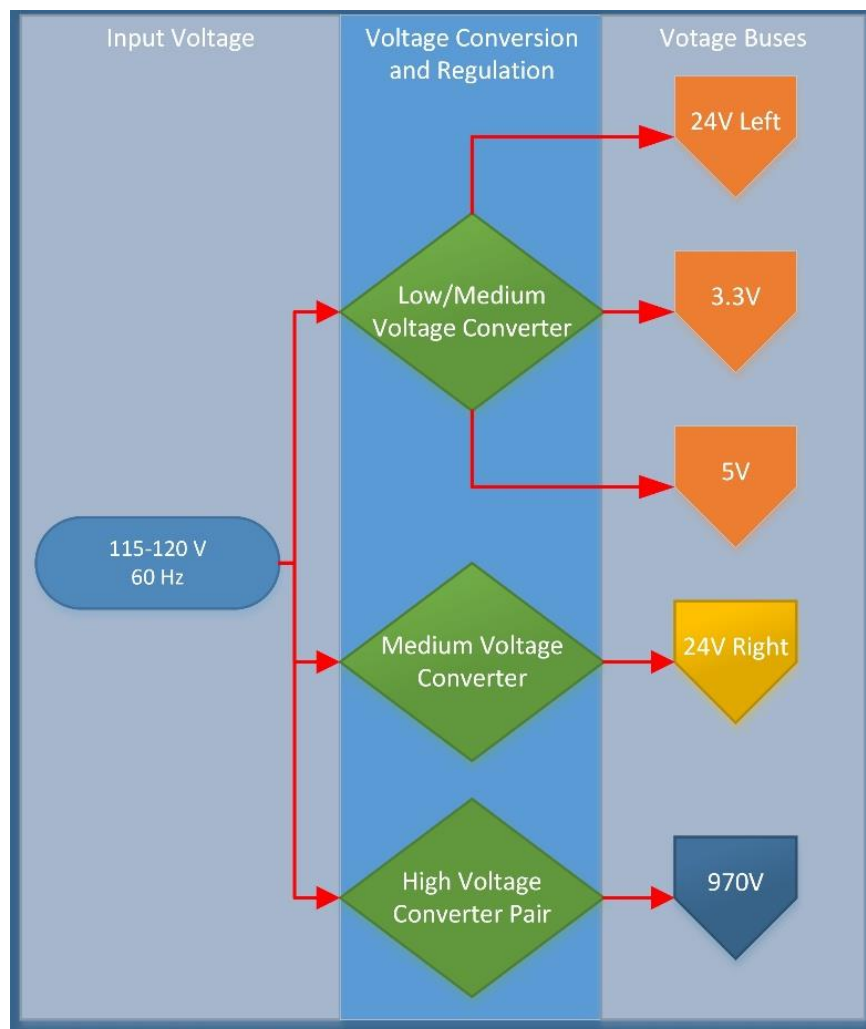 Input Voltage
Voltage Conversion
and Regulation
Votage Buses
24V Left
Low/Medium
Voltage Converter
3.3V
5V
115-120 V
60 Hz
Medium Voltage
Converter
24V Right
High Voltage
Converter Pair
970V